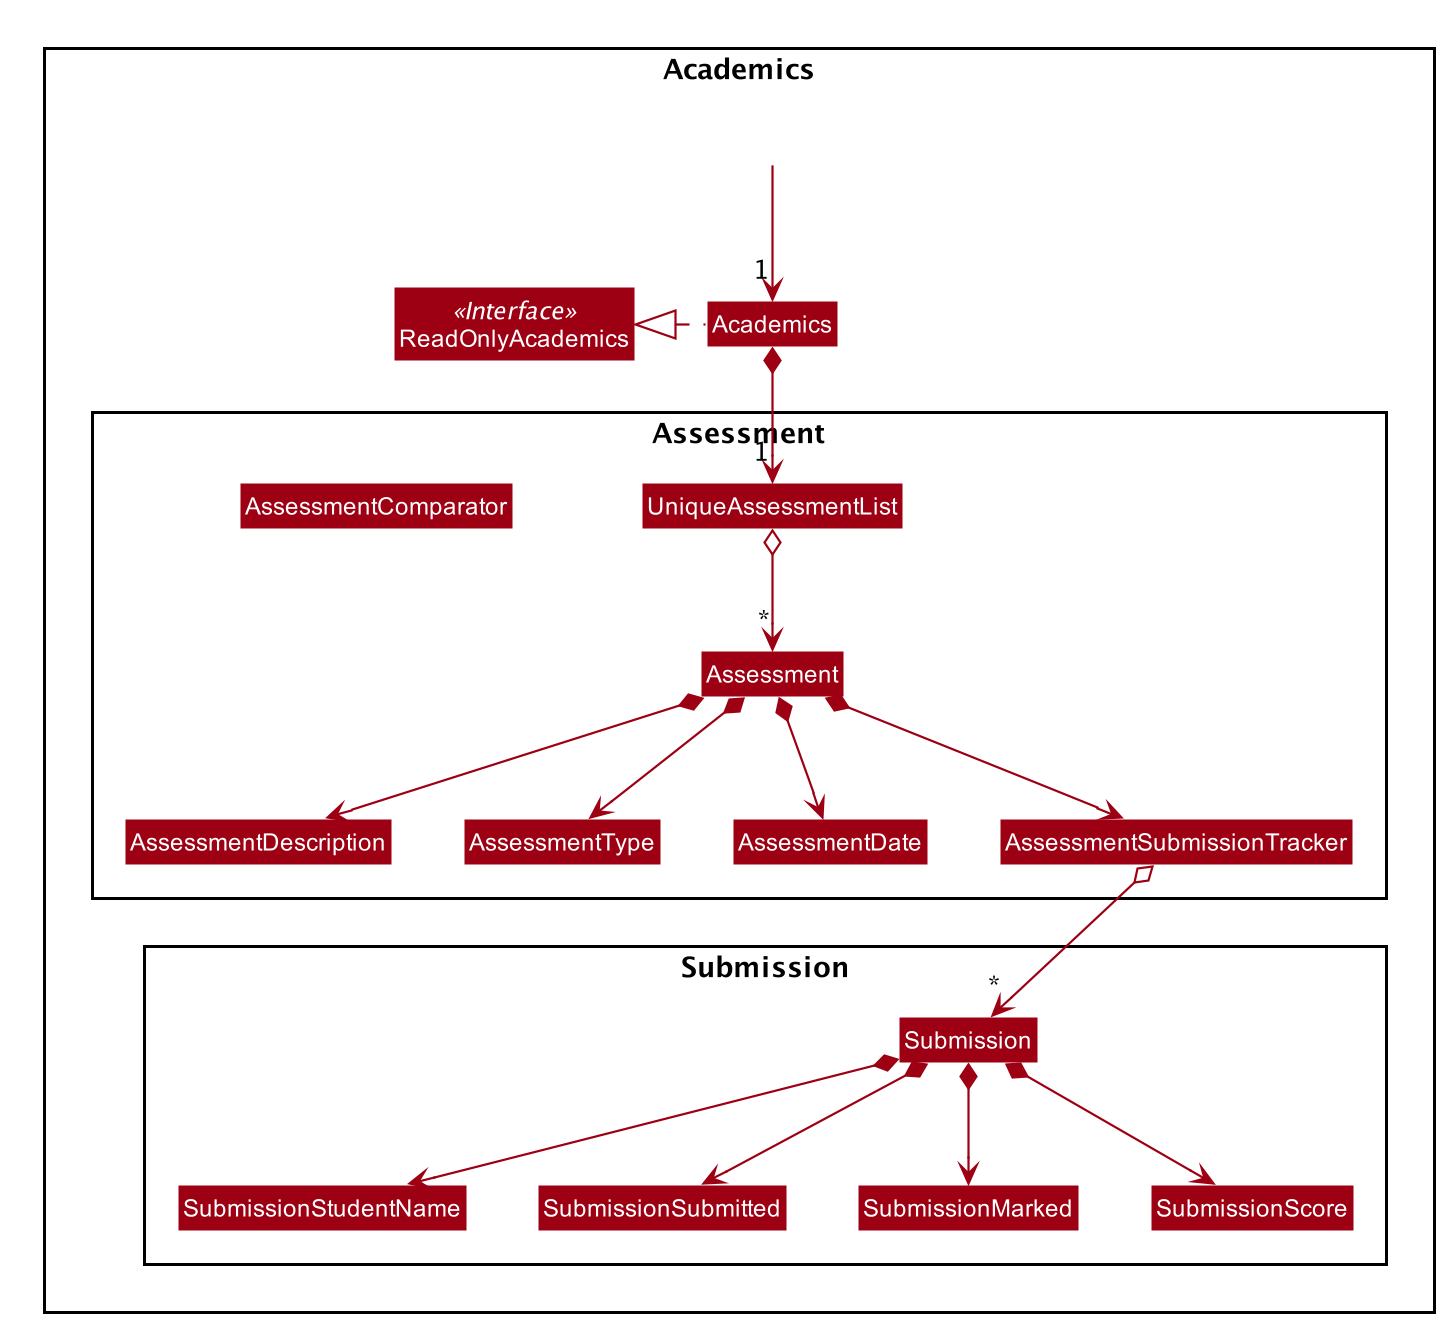 Academics
1
«Interface»
ReadOnlyAcademics
Academics
Assessment
1
AssessmentComparator
UniqueAssessmentList
*
Assessment
AssessmentDescription
AssessmentType
AssessmentDate
AssessmentSubmissionTracker
Submission
*
Submission
SubmissionStudentName
SubmissionSubmitted
SubmissionMarked
SubmissionScore